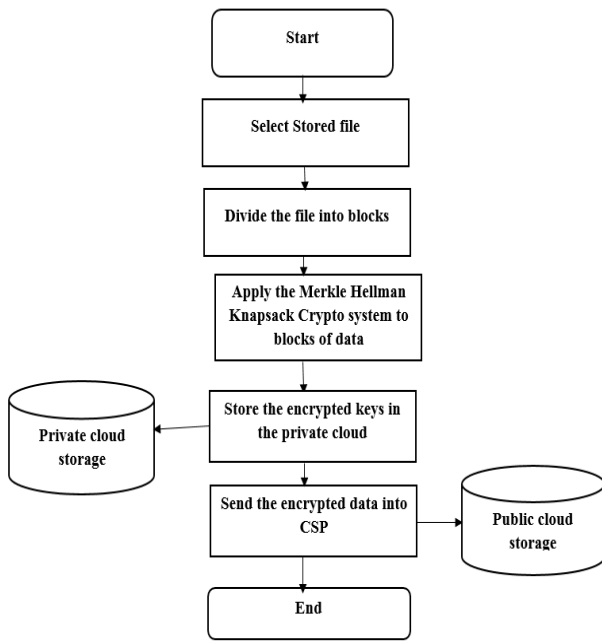 Start
Select Stored file
Divide the file into blocks
Apply the Merkle Hellman
Knapsack Crypto system to
blocks of data
Store the encrypted keys in
the private cloud
Private cloud
storage
Send the encrypted data into
CSP
Public cloud
storage
End